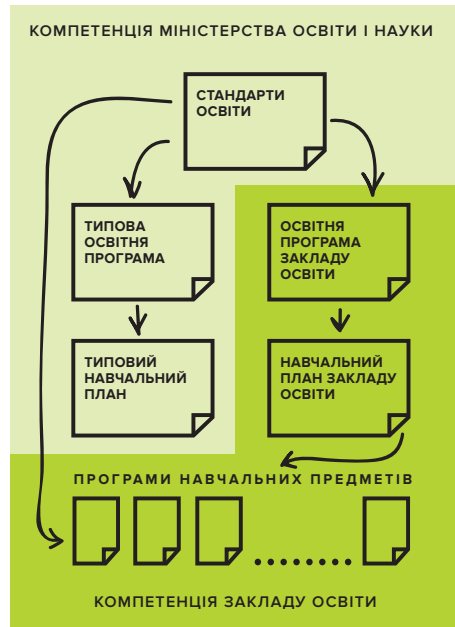 КОМПЕТЕНЦІЯ МІНІСТЕРСТВА ОСВІТИ І НАУКИ
СТАНДАРТИ
ОСВІТИ
ТИПОВА
ОСВІТНЯ
ПРОГРАМА
ОСВІТНЯ
ПРОГРАМА
ЗАКЛАДУ
ОСВІТИ
ТИПОВИЙ
НАВЧАЛЬНИЙ
ПЛАН
НАВЧАЛЬНИЙ
ПЛАН ЗАКЛАДУ
ОСВІТИ
ПРОГРАМИ НАВЧАЛЬНИХ ПРЕДМЕТІВ
КОМПЕТЕНЦІЯ ЗАКЛАДУ ОСВІТИ